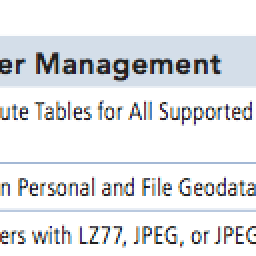 er Management
ute Tables for All Supported
n Personal and File Geodata
ers with LZ77, JPEG, or JPEG